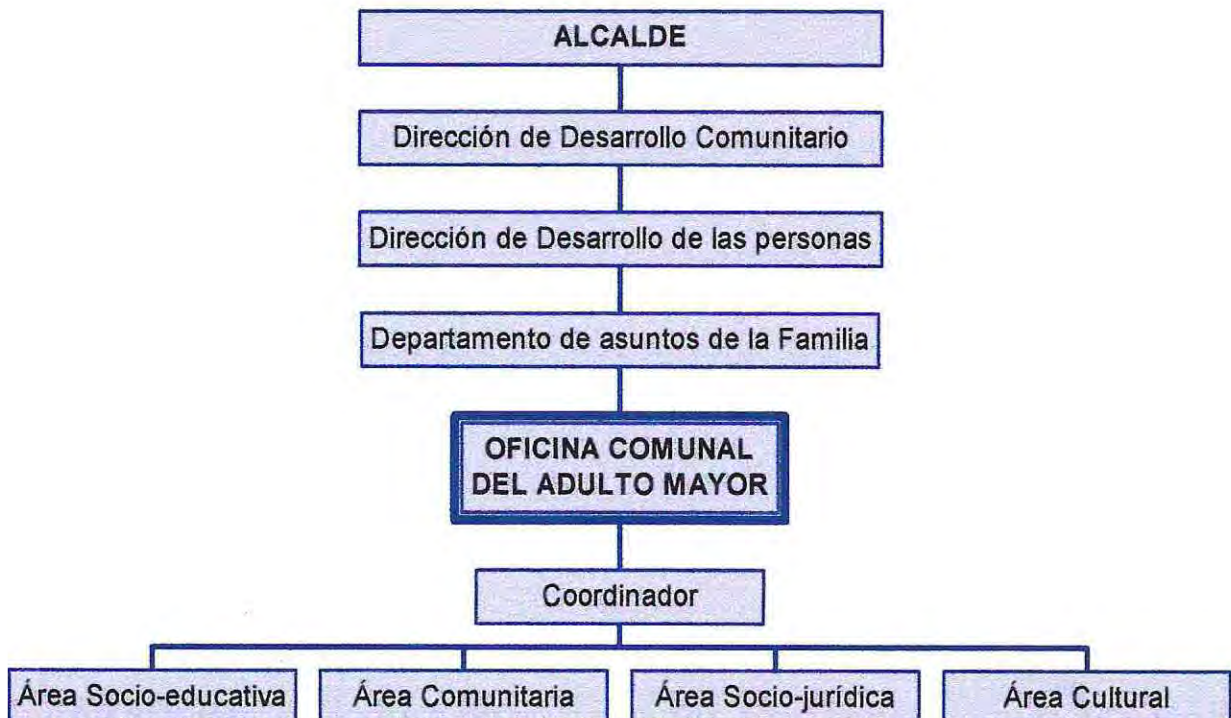 ALCALDE
Dirección de Desarrollo Comunitario
Dirección de Desarrollo de las personas
Departamento de asuntos de la Familia
OFICINA COMUNAL
DEL ADULTO MAYOR
Coordinador
Área Socio-educativa
Área Comunitaria
Área Socio-jurídica
Área Cultural